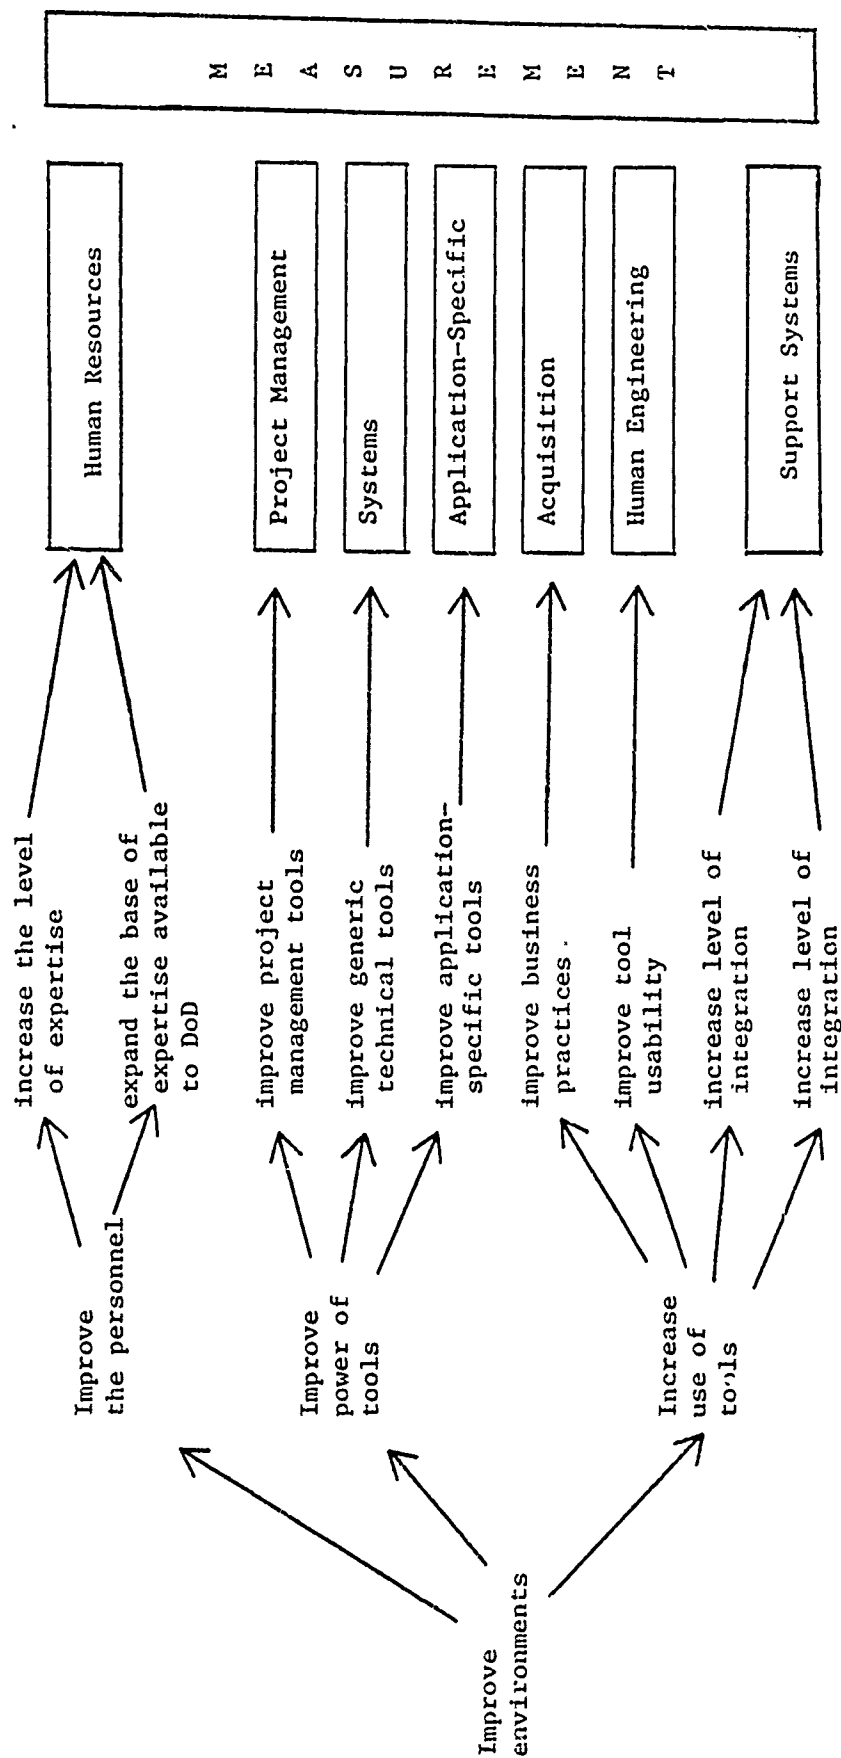 Improve
environments
Improve
the personnel
Improve
power of
tools
Increase
use of
tools
increase the level
of expertise
expand the base of
expertise available
to DoD
improve project
management tools
improve generic
technical tools
improve application-
specific tools
improve business
practices.
improve tool
usability
increase level of
integration
increase level of
integration
Human Resources
Project Management
Systems
Application-Specific
Acquisition
Human Engineering
Support Systems
M E A S U R E M E N T